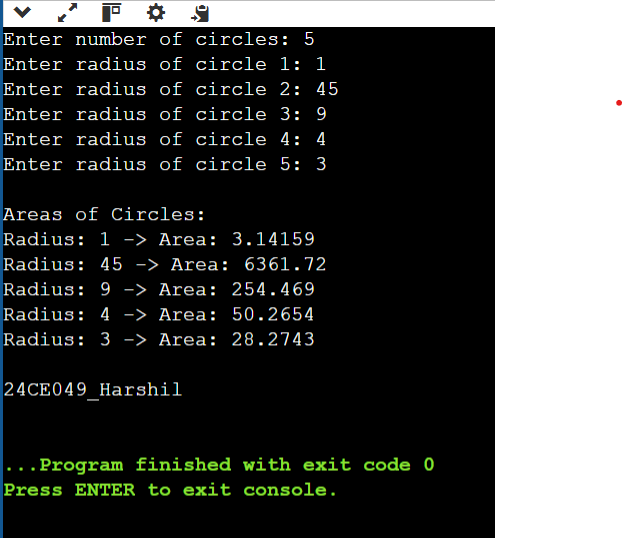 Enter number of circles: 5
Enter radius of circle 1: 1
Enter radius of circle 2: 45
Enter radius of circle 3: 9
Enter radius of circle 4: 4
Enter radius of circle 5: 3
Areas of Circles:
Radius: 1 -> Area: 3.14159
Radius: 45 -> Area: 6361.72
Radius: 9 -> Area: 254.469
Radius: 4 -> Area: 50.2654
Radius: 3 -> Area: 28.2743
24CE049_Harshil
...Program finished with exit code 0
Press ENTER to exit console.